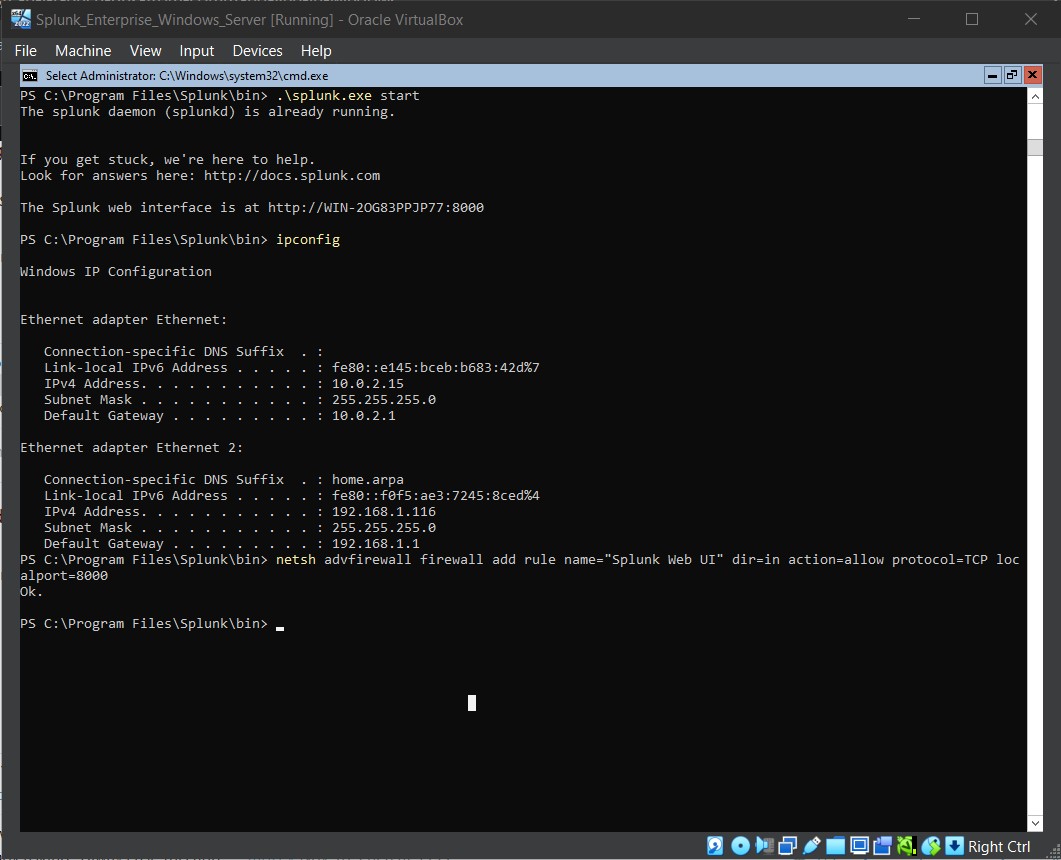 Splunk_Enterprise_Windows_Server [Running] - Oracle VirtualBox
File Machine View Input Devices Help
Select Administrator: C:\Windows\system32\cmd.exe
PS C:\Program Files\Splunk\bin> .\splunk.exe start
The splunk daemon (splunkd) is already running.
If you get stuck, we're here to help.
Look for answers here: http://docs.splunk.com
The Splunk web interface is at http://WIN-2OG83PPJP77:8000
PS C:\Program Files\Splunk\bin> ipconfig
Windows IP Configuration
Ethernet adapter Ethernet:
Connection-specific DNS Suffix  . :
Link-local IPv6 Address . . . . . : fe80::e145:bceb:b683:42d%7
IPv4 Address. . . . . . . . . . . : 10.0.2.15
Subnet Mask . . . . . . . . . . . : 255.255.255.0
Default Gateway . . . . . . . . . : 10.0.2.1
Ethernet adapter Ethernet 2:
Connection-specific DNS Suffix  . : home.arpa
Link-local IPv6 Address . . . . . : fe80::f0f5:ae3:7245:8ced%4
IPv4 Address. . . . . . . . . . . : 192.168.1.116
Subnet Mask . . . . . . . . . . . : 255.255.255.0
Default Gateway . . . . . . . . . : 192.168.1.1
PS C:\Program Files\Splunk\bin> netsh advfirewall firewall add rule name="Splunk Web UI" dir=in action=allow protocol=TCP loc
alport=8000
Ok.
PS C:\Program Files\Splunk\bin>
Right Ctrl